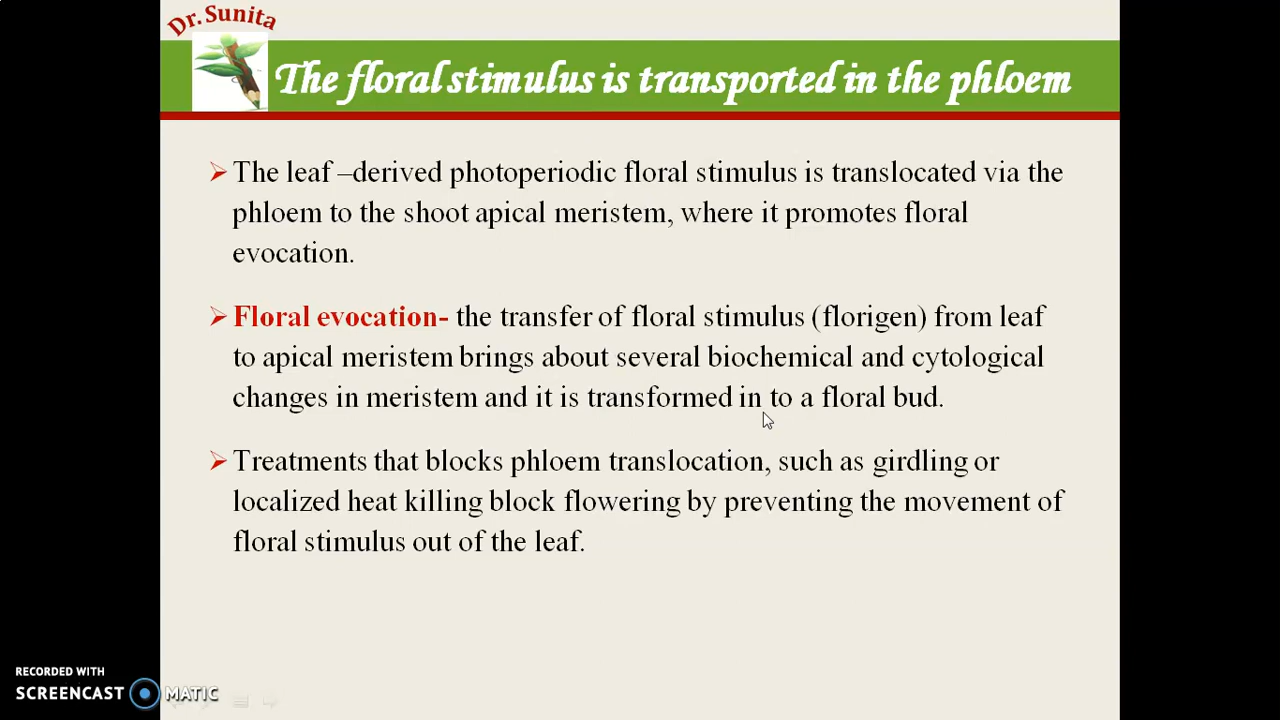 Dr. Sunita
The floral stimulus is transported in the phloem
The leaf –derived photoperiodic floral stimulus is translocated via the
phloem to the shoot apical meristem, where it promotes floral
evocation.
Floral evocation- the transfer of floral stimulus (florigen) from leaf
to apical meristem brings about several biochemical and cytological
changes in meristem and it is transformed in to a floral bud.
Treatments that blocks phloem translocation, such as girdling or
localized heat killing block flowering by preventing the movement of
floral stimulus out of the leaf.
RECORDED WITH
SCREENCAST MATIC